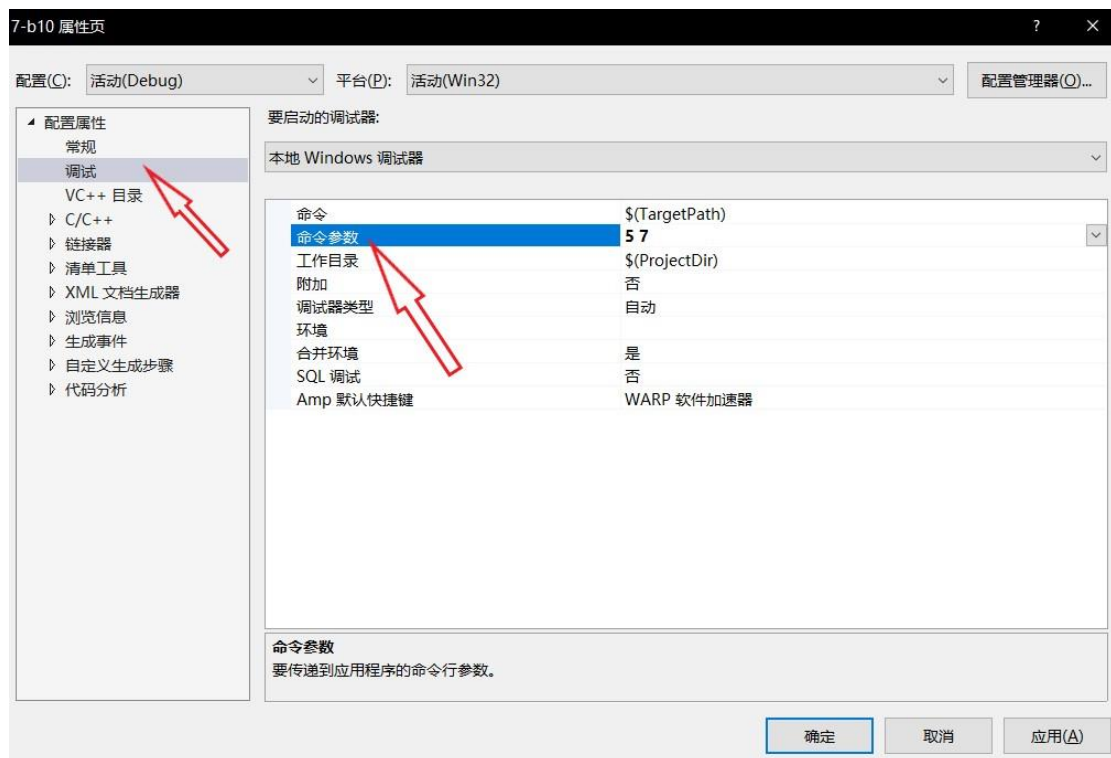 7-b10 属性页 ? ×
配置(C): 活动(Debug) 平台(P): 活动(Win32) 配置管理器(O)...
配置属性
常规
调试
VC++ 目录
C/C++
链接器
清单工具
XML 文档生成器
浏览信息
生成事件
自定义生成步骤
代码分析
要启动的调试器:
本地 Windows 调试器
命令 $(TargetPath)
命令参数 5 7
工作目录 $(ProjectDir)
附加 否
调试器类型 自动
环境
合并环境 是
SQL 调试 否
Amp 默认快捷键 WARP 软件加速器
命令参数
要传递到应用程序的命令行参数。
确定 取消 应用(A)